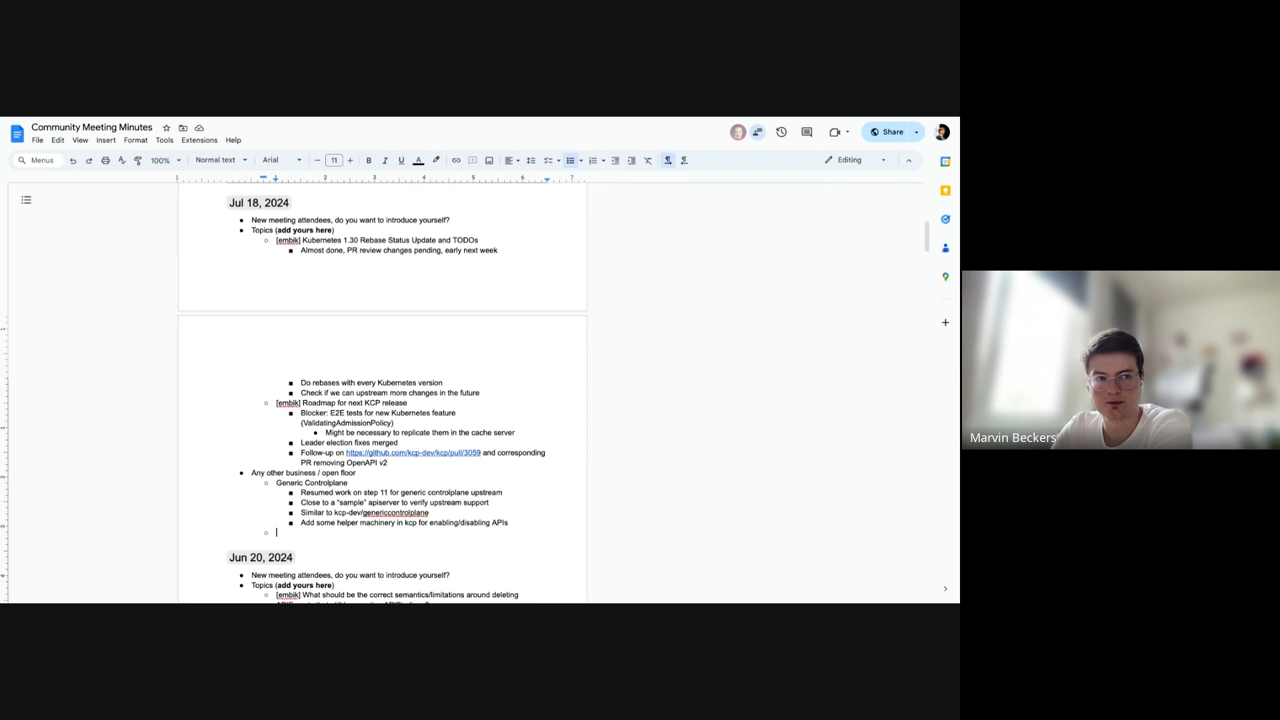 Community Meeting Minutes
File Edit View Insert Format Tools Extensions Help
Share
Menus 100% Normal text Arial 11 Editing
1 1 2 3 4 5 6 7
Jul 18, 2024
New meeting attendees, do you want to introduce yourself?
Topics (add yours here)
[embik] Kubernetes 1.30 Rebase Status Update and TODOs
Almost done, PR review changes pending, early next week
Do rebases with every Kubernetes version
Check if we can upstream more changes in the future
[embik] Roadmap for next KCP release
Blocker: E2E tests for new Kubernetes feature
(ValidatingAdmissionPolicy)
Might be necessary to replicate them in the cache server
Leader election fixes merged
Follow-up on https://github.com/kcp-dev/kcp/pull/3059 and corresponding
PR removing OpenAPI v2
Any other business / open floor
Generic Controlplane
Resumed work on step 11 for generic controlplane upstream
Close to a “sample” apiserver to verify upstream support
Similar to kcp-dev/genericcontrolplane
Add some helper machinery in kcp for enabling/disabling APIs
Jun 20, 2024
New meeting attendees, do you want to introduce yourself?
Topics (add yours here)
[embik] What should be the correct semantics/limitations around deleting
Marvin Beckers